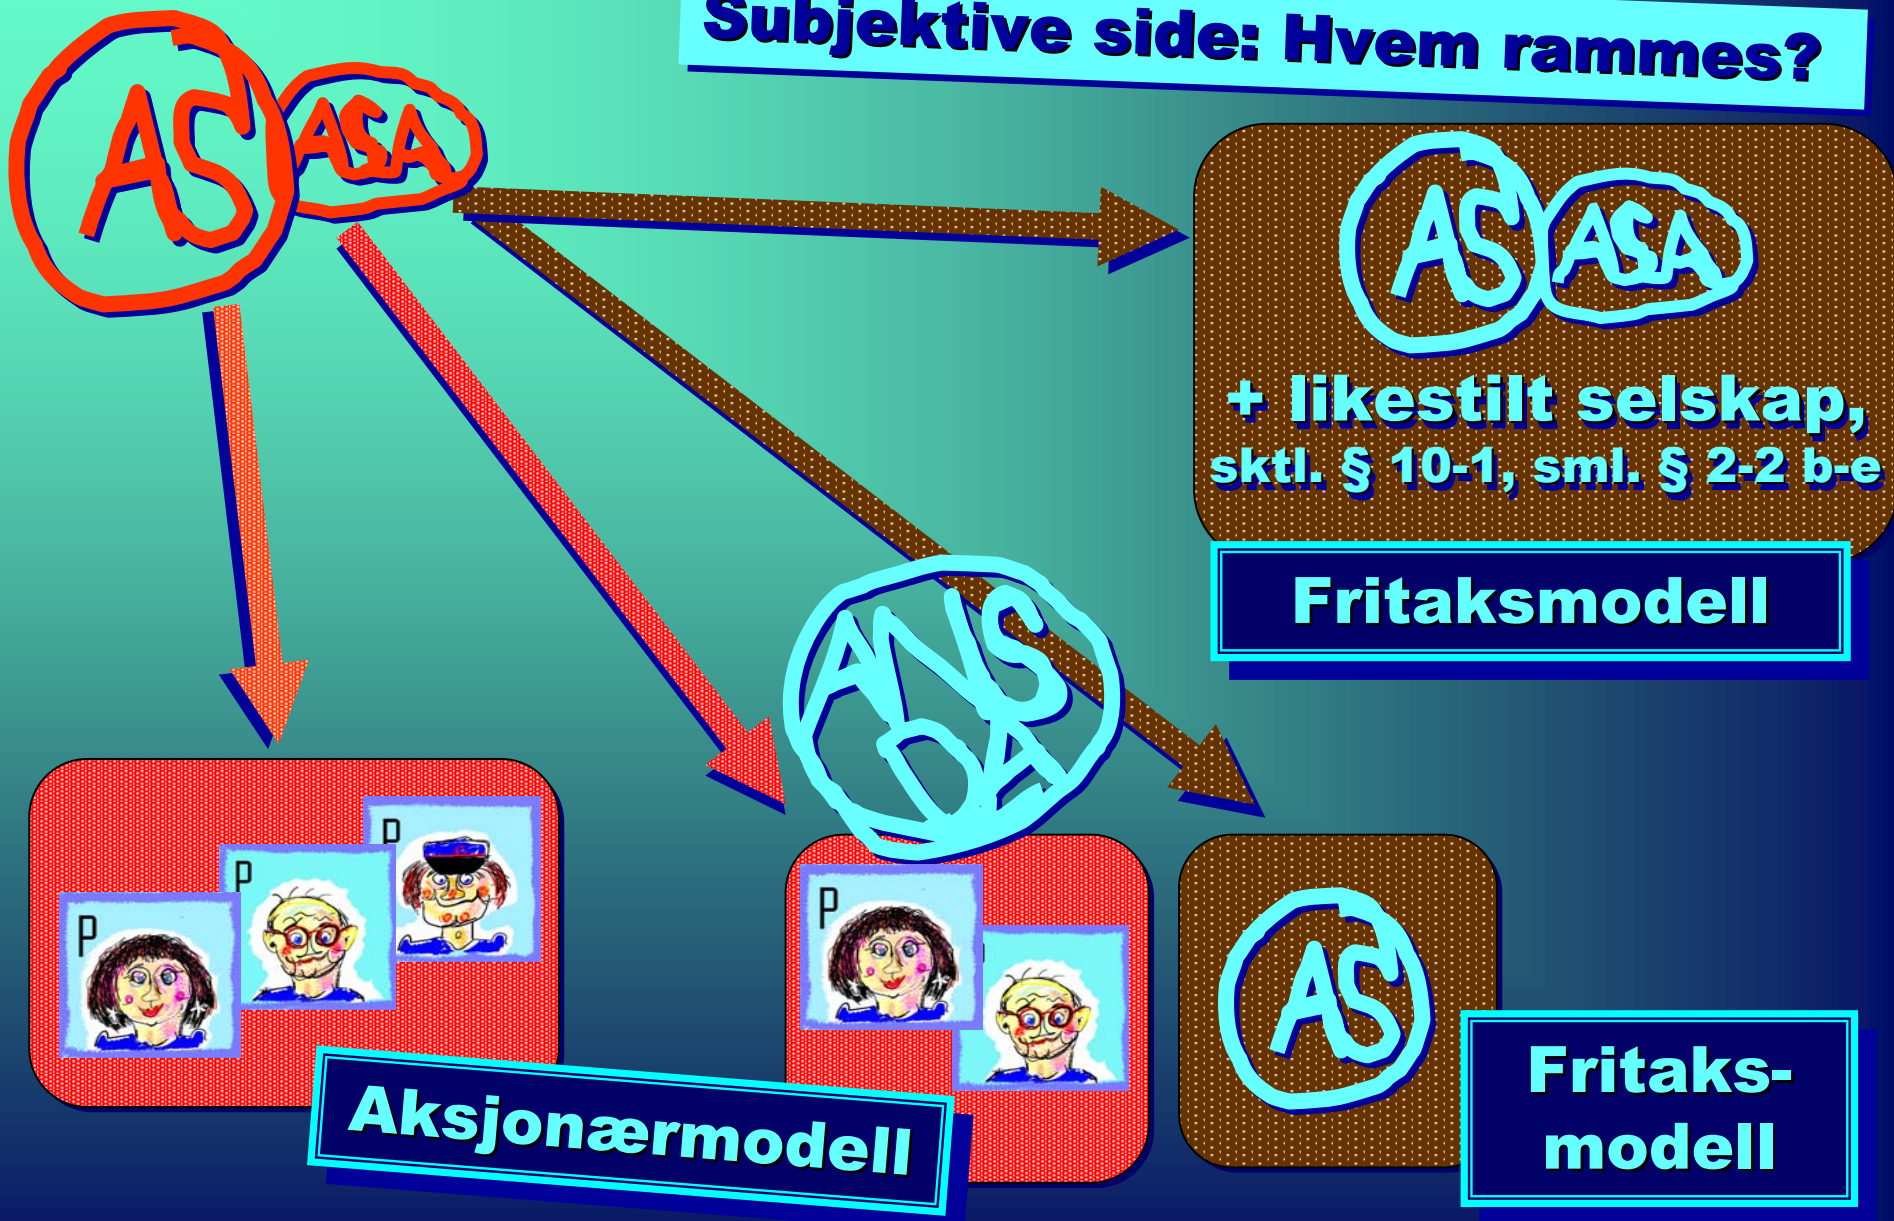 Subjektive side: Hvem rammes?
AS
ASA
AS
ASA
+ likestilt selskap,
sktl. § 10-1, sml. § 2-2 b-e
Fritaksmodell
ANS
DA
P
P
P
P
AS
Aksjonærmodell
Fritaks-
modell